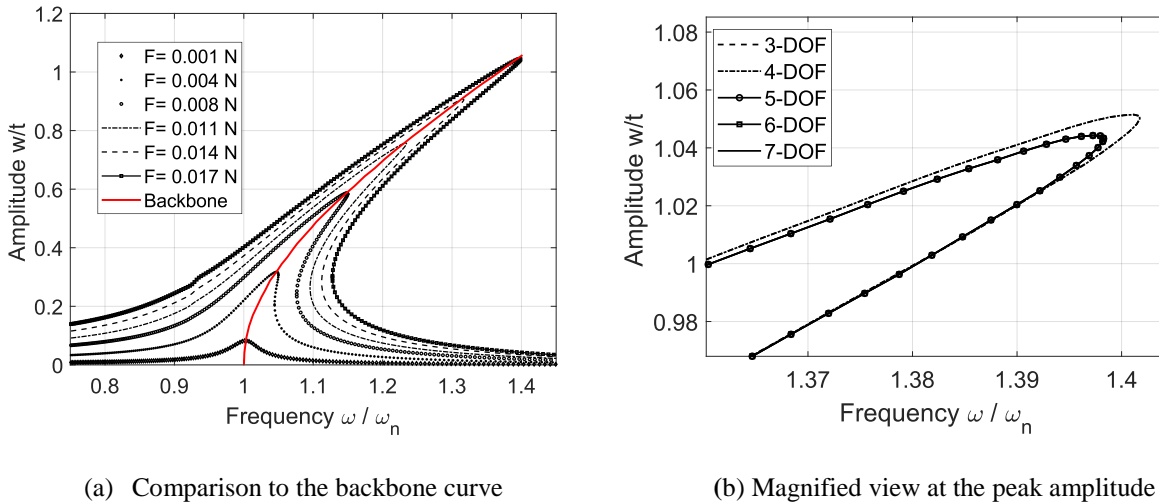 1.2
1
0.8
0.6
0.4
0.2
0
Amplitude w/t
F= 0.001 N
F= 0.004 N
F= 0.008 N
F= 0.011 N
F= 0.014 N
F= 0.017 N
Backbone
0.8 0.9 1 1.1 1.2 1.3 1.4
Frequency ω / ωn
(a) Comparison to the backbone curve
1.08
1.06
1.04
1.02
1
0.98
Amplitude w/t
3-DOF
4-DOF
5-DOF
6-DOF
7-DOF
1.37 1.38 1.39 1.4
Frequency ω / ωn
(b) Magnified view at the peak amplitude